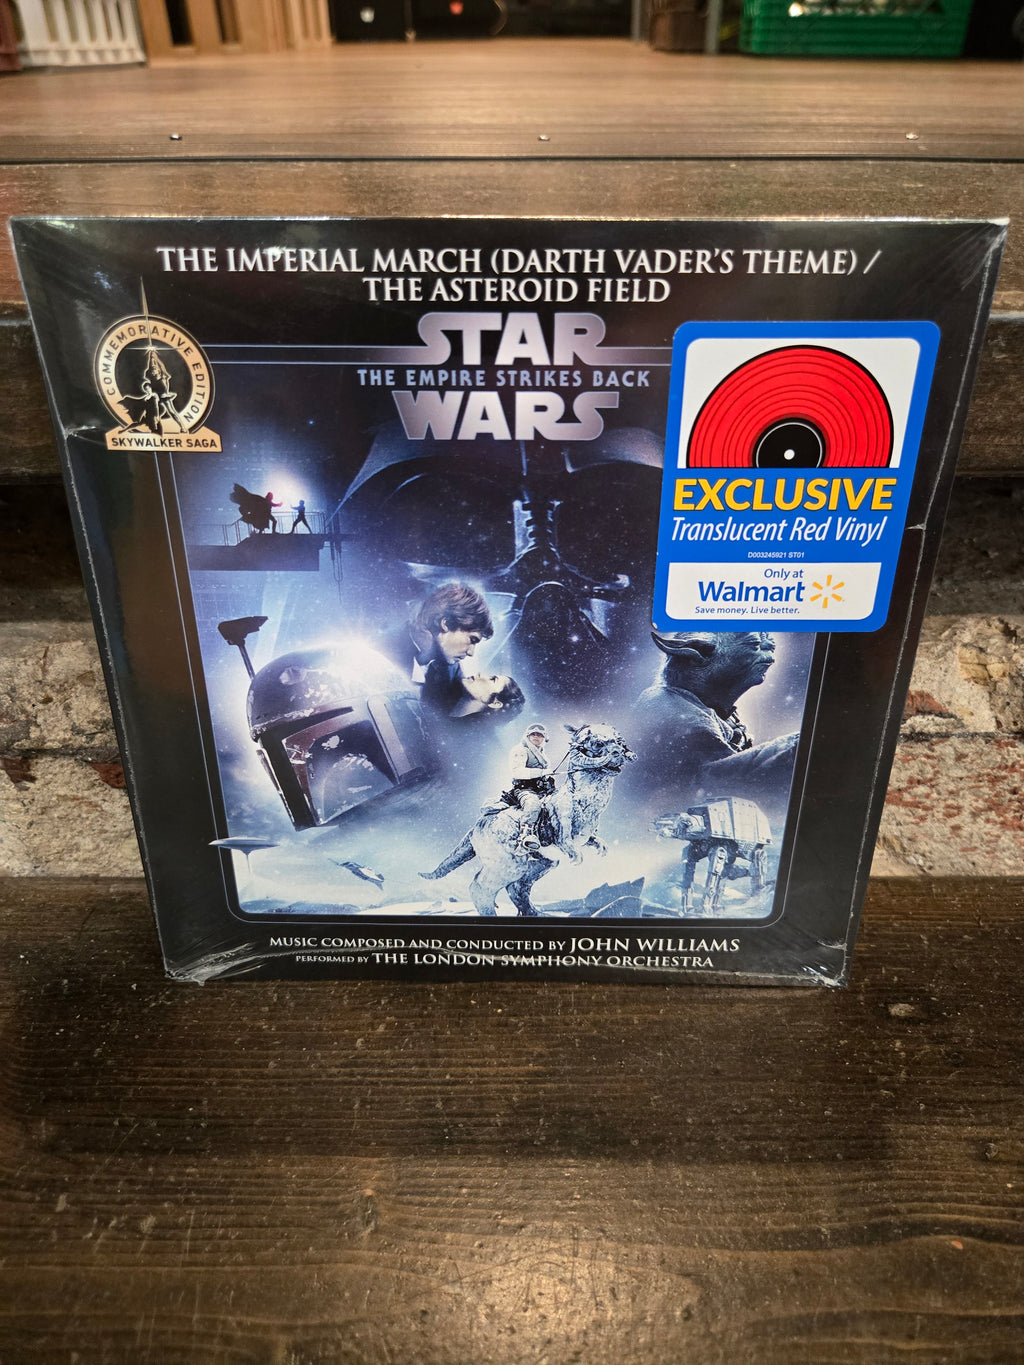 THE IMPERIAL MARCH (DARTH VADER'S THEME) /
THE ASTEROID FIELD
COMMEMORATIVE EDITION
SKYWALKER SAGA
STAR
THE EMPIRE STRIKES BACK
WARS
EXCLUSIVE
Translucent Red Vinyl
D003245921 ST01
Only at
Walmart
Save money. Live better.
MUSIC COMPOSED AND CONDUCTED BY JOHN WILLIAMS
PERFORMED BY THE LONDON SYMPHONY ORCHESTRA